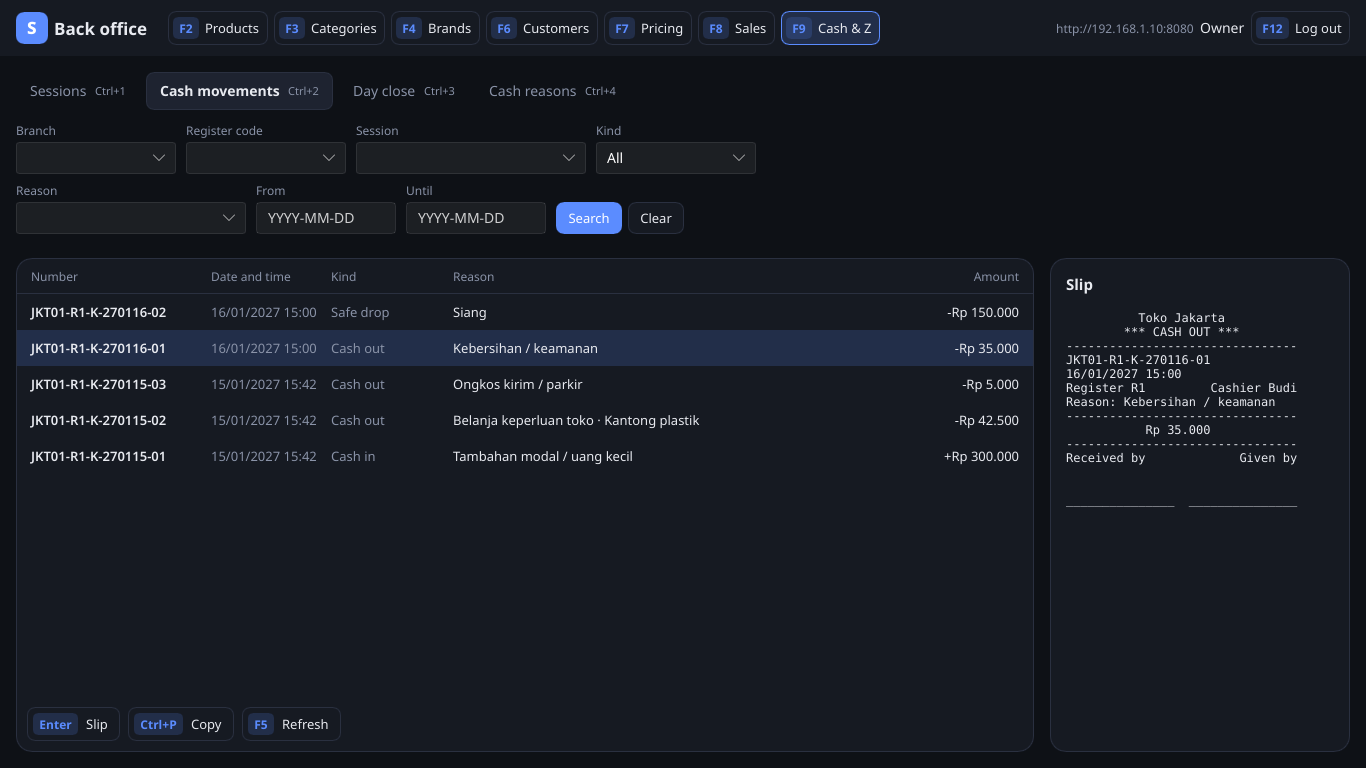 S Back office F2 Products F3 Categories F4 Brands F6 Customers F7 Pricing F8 Sales F9 Cash & Z http://192.168.1.10:8080 Owner F12 Log out
Sessions Ctrl+1 Cash movements Ctrl+2 Day close Ctrl+3 Cash reasons Ctrl+4
Branch Register code Session Kind
All
Reason From Until
YYYY-MM-DD YYYY-MM-DD Search Clear
Number Date and time Kind Reason Amount
JKT01-R1-K-270116-02 16/01/2027 15:00 Safe drop Siang -Rp 150.000
JKT01-R1-K-270116-01 16/01/2027 15:00 Cash out Kebersihan / keamanan -Rp 35.000
JKT01-R1-K-270115-03 15/01/2027 15:42 Cash out Ongkos kirim / parkir -Rp 5.000
JKT01-R1-K-270115-02 15/01/2027 15:42 Cash out Belanja keperluan toko · Kantong plastik -Rp 42.500
JKT01-R1-K-270115-01 15/01/2027 15:42 Cash in Tambahan modal / uang kecil +Rp 300.000
Enter Slip Ctrl+P Copy F5 Refresh
Slip
Toko Jakarta
*** CASH OUT ***
--------------------------------
JKT01-R1-K-270116-01
16/01/2027 15:00
Register R1 Cashier Budi
Reason: Kebersihan / keamanan
--------------------------------
Rp 35.000
--------------------------------
Received by Given by
_______________ _______________